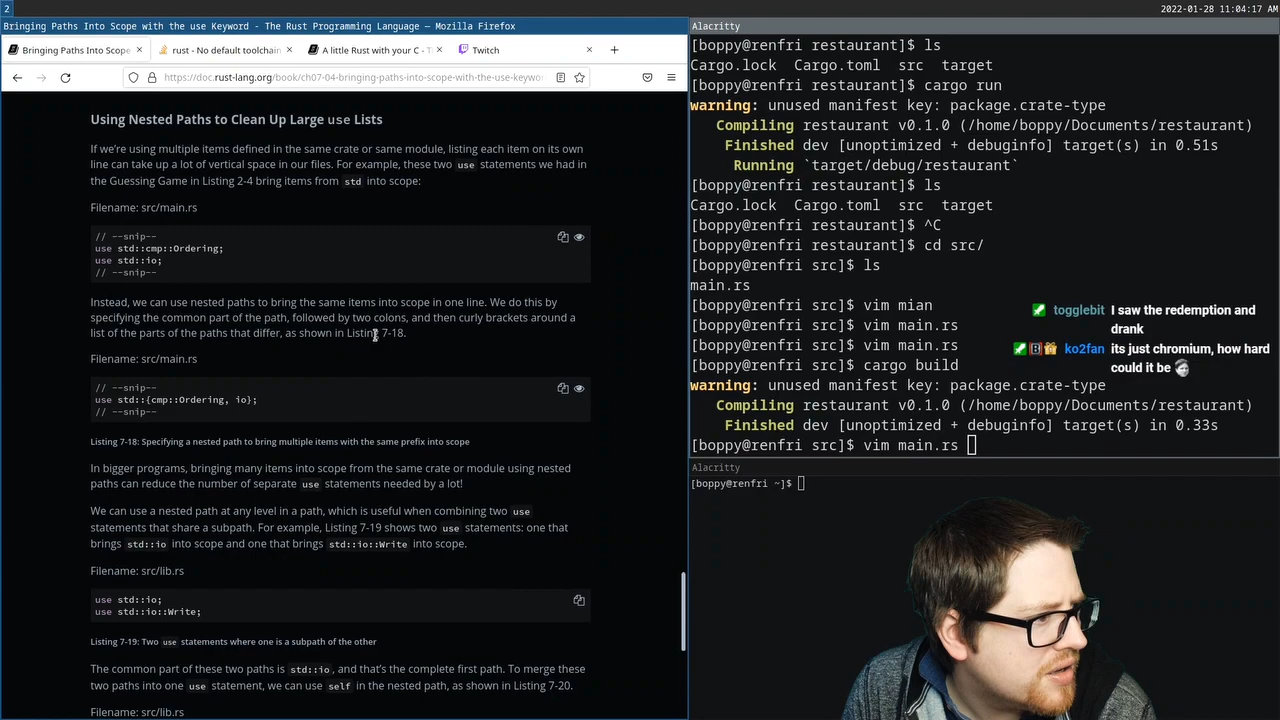 2
2022-01-28 11:04:17 AM
Bringing Paths Into Scope with the use Keyword - The Rust Programming Language — Mozilla Firefox
Bringing Paths Into Scope
rust - No default toolchain
A little Rust with your C - T
Twitch
https://doc.rust-lang.org/book/ch07-04-bringing-paths-into-scope-with-the-use-keywo
Using Nested Paths to Clean Up Large use Lists
If we're using multiple items defined in the same crate or same module, listing each item on its own
line can take up a lot of vertical space in our files. For example, these two use statements we had in
the Guessing Game in Listing 2-4 bring items from std into scope:
Filename: src/main.rs
// --snip--
use std::cmp::Ordering;
use std::io;
// --snip--
Instead, we can use nested paths to bring the same items into scope in one line. We do this by
specifying the common part of the path, followed by two colons, and then curly brackets around a
list of the parts of the paths that differ, as shown in Listing 7-18.
Filename: src/main.rs
// --snip--
use std::{cmp::Ordering, io};
// --snip--
Listing 7-18: Specifying a nested path to bring multiple items with the same prefix into scope
In bigger programs, bringing many items into scope from the same crate or module using nested
paths can reduce the number of separate use statements needed by a lot!
We can use a nested path at any level in a path, which is useful when combining two use
statements that share a subpath. For example, Listing 7-19 shows two use statements: one that
brings std::io into scope and one that brings std::io::Write into scope.
Filename: src/lib.rs
use std::io;
use std::io::Write;
Listing 7-19: Two use statements where one is a subpath of the other
The common part of these two paths is std::io, and that's the complete first path. To merge these
two paths into one use statement, we can use self in the nested path, as shown in Listing 7-20.
Filename: src/lib.rs
Alacritty
[boppy@renfri restaurant]$ ls
Cargo.lock Cargo.toml src target
[boppy@renfri restaurant]$ cargo run
warning: unused manifest key: package.crate-type
Compiling restaurant v0.1.0 (/home/boppy/Documents/restaurant)
Finished dev [unoptimized + debuginfo] target(s) in 0.51s
Running `target/debug/restaurant`
[boppy@renfri restaurant]$ ls
Cargo.lock Cargo.toml src target
[boppy@renfri restaurant]$ ^C
[boppy@renfri restaurant]$ cd src/
[boppy@renfri src]$ ls
main.rs
[boppy@renfri src]$ vim mian
[boppy@renfri src]$ vim main.rs
[boppy@renfri src]$ vim main.rs
[boppy@renfri src]$ cargo build
warning: unused manifest key: package.crate-type
Compiling restaurant v0.1.0 (/home/boppy/Documents/restaurant)
Finished dev [unoptimized + debuginfo] target(s) in 0.33s
[boppy@renfri src]$ vim main.rs
togglebit I saw the redemption and
drank
ko2fan its just chromium, how hard
could it be
Alacritty
[boppy@renfri ~]$